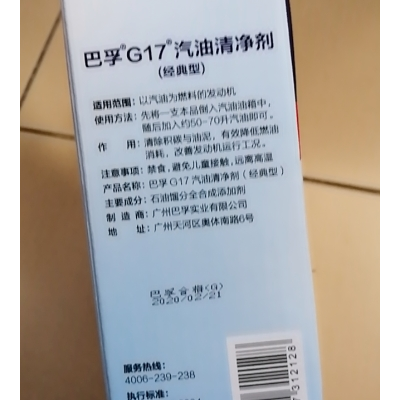 巴孚®G17®汽油清净剂
(经典型)
适用范围: 以汽油为燃料的发动机
使用方法: 先将一支本品倒入汽油油箱中,
随后加入约50-70升汽油即可。
作 用: 清除积碳与油泥, 有效降低燃油
消耗, 改善发动机运行工况。
注意事项: 禁食, 避免儿童接触, 远离高温
产品名称: 巴孚G17汽油清净剂(经典型)
主要成分: 石油馏分全合成添加剂
制 造 商: 广州巴孚实业有限公司
地 址: 广州天河区奥体南路6号
巴孚合格(G)
2020/02/21
服务热线:
4006-239-238
执行标准:
7312128